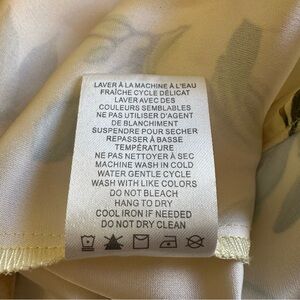 LAVER À LA MACHINE À L'EAU
FRAÎCHE CYCLE DÉLICAT
LAVER AVEC DES
COULEURS SEMBLABLES
NE PAS UTILISER D'AGENT
DE BLANCHIMENT
SUSPENDRE POUR SECHER
REPASSER À BASSE
TEMPÉRATURE
NE PAS NETTOYER À SEC
MACHINE WASH IN COLD
WATER GENTLE CYCLE
WASH WITH LIKE COLORS
DO NOT BLEACH
HANG TO DRY
COOL IRON IF NEEDED
DO NOT DRY CLEAN